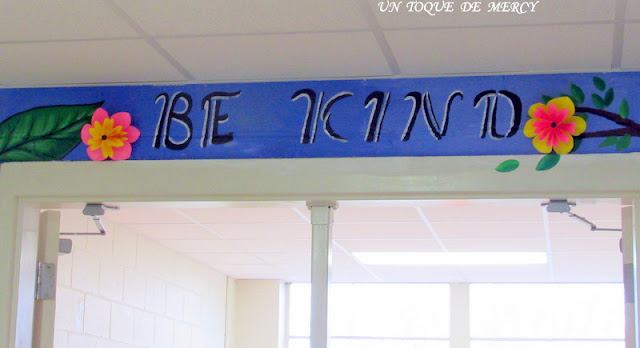 UN TOQUE DE MERCY
BE KIND